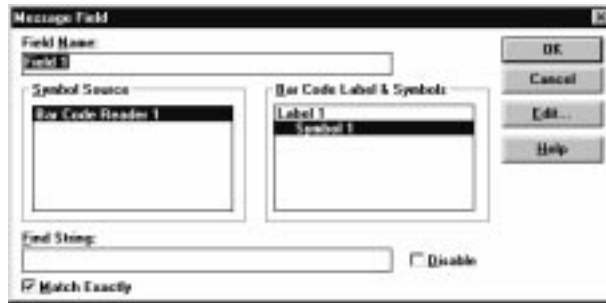 Message Field
Field Name:
Field 1
OK
Symbol Source
Bar Code Label & Symbols
Cancel
Bar Code Reader 1
Label 1
Symbol 1
Edit...
Help
Find String:
Disable
Match Exactly